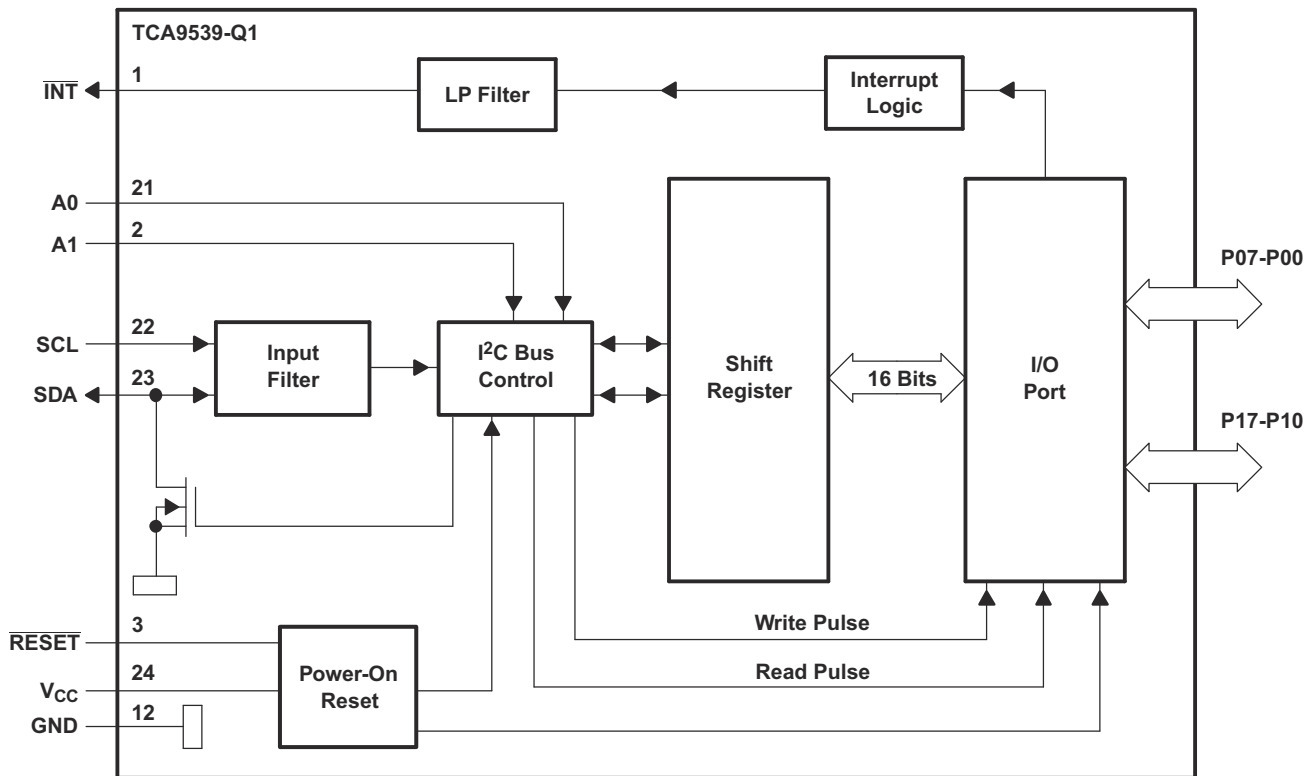 TCA9539-Q1
INT
1
LP Filter
Interrupt
Logic
A0
21
A1
2
P07-P00
SCL
22
SDA
23
Input
Filter
I2C Bus
Control
Shift
Register
16 Bits
I/O
Port
P17-P10
RESET
3
VCC
24
GND
12
Power-On
Reset
Write Pulse
Read Pulse